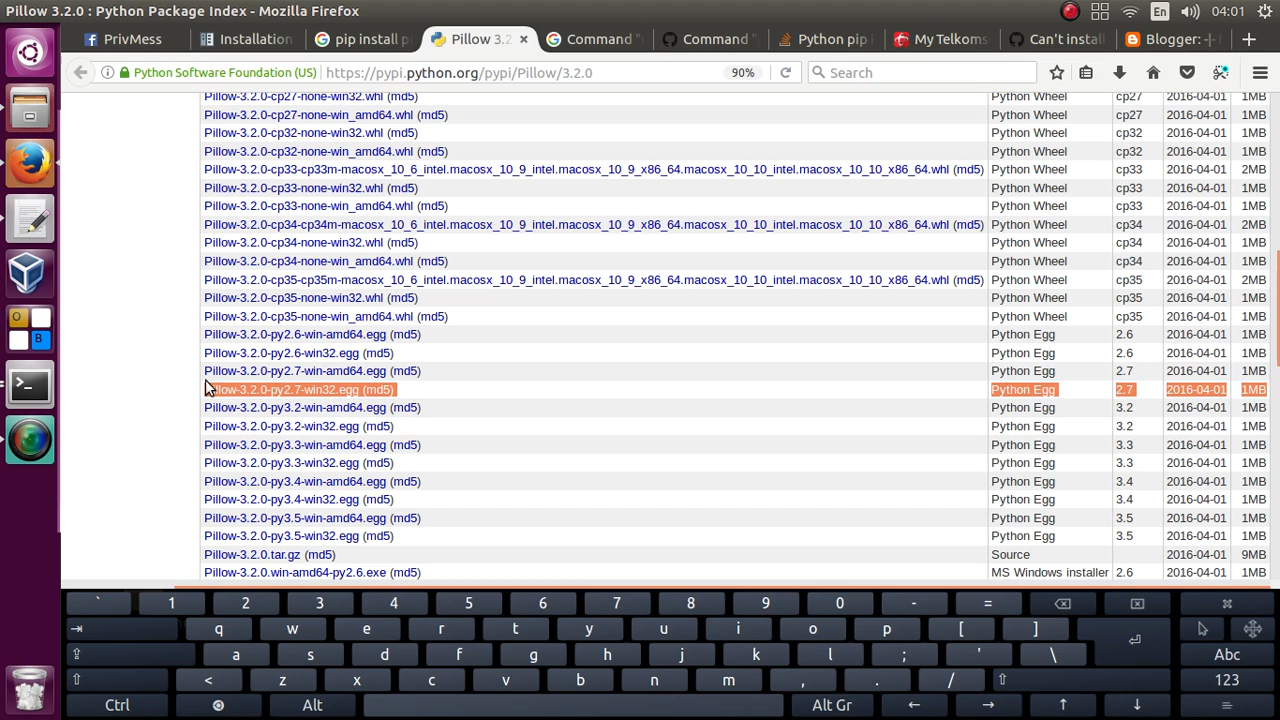 Pillow 3.2.0 : Python Package Index - Mozilla Firefox
En
04:01
PrivMess
Installation
pip install p
Pillow 3.2
Command "
Command
Python pip i
My Telkoms
Can't instal
Blogger:
Python Software Foundation (US)
https://pypi.python.org/pypi/Pillow/3.2.0
90%
Search
Pillow-3.2.0-cp27-none-win32.whl (md5) Python Wheel cp27 2016-04-01 1MB
Pillow-3.2.0-cp27-none-win_amd64.whl (md5) Python Wheel cp27 2016-04-01 1MB
Pillow-3.2.0-cp32-none-win32.whl (md5) Python Wheel cp32 2016-04-01 1MB
Pillow-3.2.0-cp32-none-win_amd64.whl (md5) Python Wheel cp32 2016-04-01 1MB
Pillow-3.2.0-cp33-cp33m-macosx_10_6_intel.macosx_10_9_intel.macosx_10_9_x86_64.macosx_10_10_intel.macosx_10_10_x86_64.whl (md5) Python Wheel cp33 2016-04-01 2MB
Pillow-3.2.0-cp33-none-win32.whl (md5) Python Wheel cp33 2016-04-01 1MB
Pillow-3.2.0-cp33-none-win_amd64.whl (md5) Python Wheel cp33 2016-04-01 1MB
Pillow-3.2.0-cp34-cp34m-macosx_10_6_intel.macosx_10_9_intel.macosx_10_9_x86_64.macosx_10_10_intel.macosx_10_10_x86_64.whl (md5) Python Wheel cp34 2016-04-01 2MB
Pillow-3.2.0-cp34-none-win32.whl (md5) Python Wheel cp34 2016-04-01 1MB
Pillow-3.2.0-cp34-none-win_amd64.whl (md5) Python Wheel cp34 2016-04-01 1MB
Pillow-3.2.0-cp35-cp35m-macosx_10_6_intel.macosx_10_9_intel.macosx_10_9_x86_64.macosx_10_10_intel.macosx_10_10_x86_64.whl (md5) Python Wheel cp35 2016-04-01 2MB
Pillow-3.2.0-cp35-none-win32.whl (md5) Python Wheel cp35 2016-04-01 1MB
Pillow-3.2.0-cp35-none-win_amd64.whl (md5) Python Wheel cp35 2016-04-01 1MB
Pillow-3.2.0-py2.6-win-amd64.egg (md5) Python Egg 2.6 2016-04-01 1MB
Pillow-3.2.0-py2.6-win32.egg (md5) Python Egg 2.6 2016-04-01 1MB
Pillow-3.2.0-py2.7-win-amd64.egg (md5) Python Egg 2.7 2016-04-01 1MB
Pillow-3.2.0-py2.7-win32.egg (md5) Python Egg 2.7 2016-04-01 1MB
Pillow-3.2.0-py3.2-win-amd64.egg (md5) Python Egg 3.2 2016-04-01 1MB
Pillow-3.2.0-py3.2-win32.egg (md5) Python Egg 3.2 2016-04-01 1MB
Pillow-3.2.0-py3.3-win-amd64.egg (md5) Python Egg 3.3 2016-04-01 1MB
Pillow-3.2.0-py3.3-win32.egg (md5) Python Egg 3.3 2016-04-01 1MB
Pillow-3.2.0-py3.4-win-amd64.egg (md5) Python Egg 3.4 2016-04-01 1MB
Pillow-3.2.0-py3.4-win32.egg (md5) Python Egg 3.4 2016-04-01 1MB
Pillow-3.2.0-py3.5-win-amd64.egg (md5) Python Egg 3.5 2016-04-01 1MB
Pillow-3.2.0-py3.5-win32.egg (md5) Python Egg 3.5 2016-04-01 1MB
Pillow-3.2.0.tar.gz (md5) Source 2016-04-01 9MB
Pillow-3.2.0.win-amd64-py2.6.exe (md5) MS Windows installer 2.6 2016-04-01 1MB
O
B
` 1 2 3 4 5 6 7 8 9 0 - =
q w e r t y u i o p [ ]
a s d f g h j k l ; ' \ Abc
< z x c v b n m , . / 123
Ctrl Alt Alt Gr